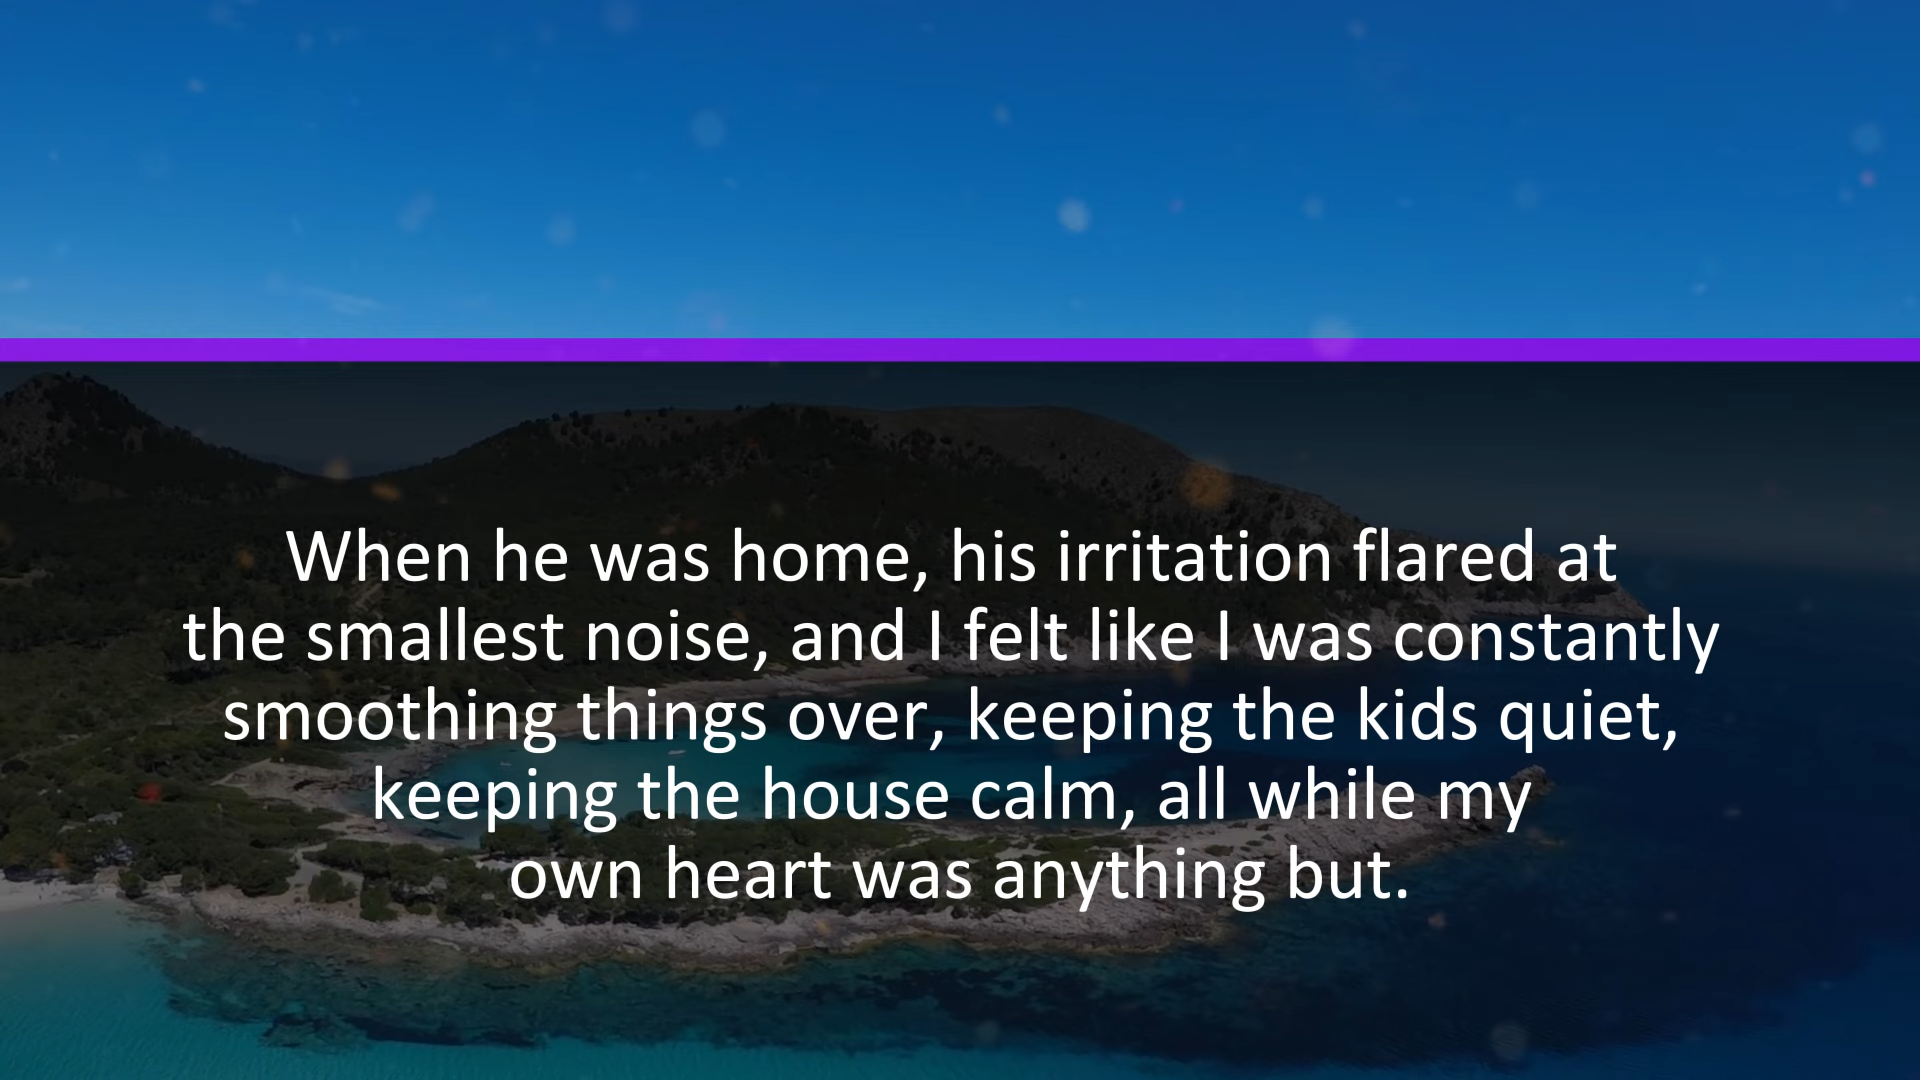 When he was home, his irritation flared at
the smallest noise, and I felt like I was constantly
smoothing things over, keeping the kids quiet,
keeping the house calm, all while my
own heart was anything but.